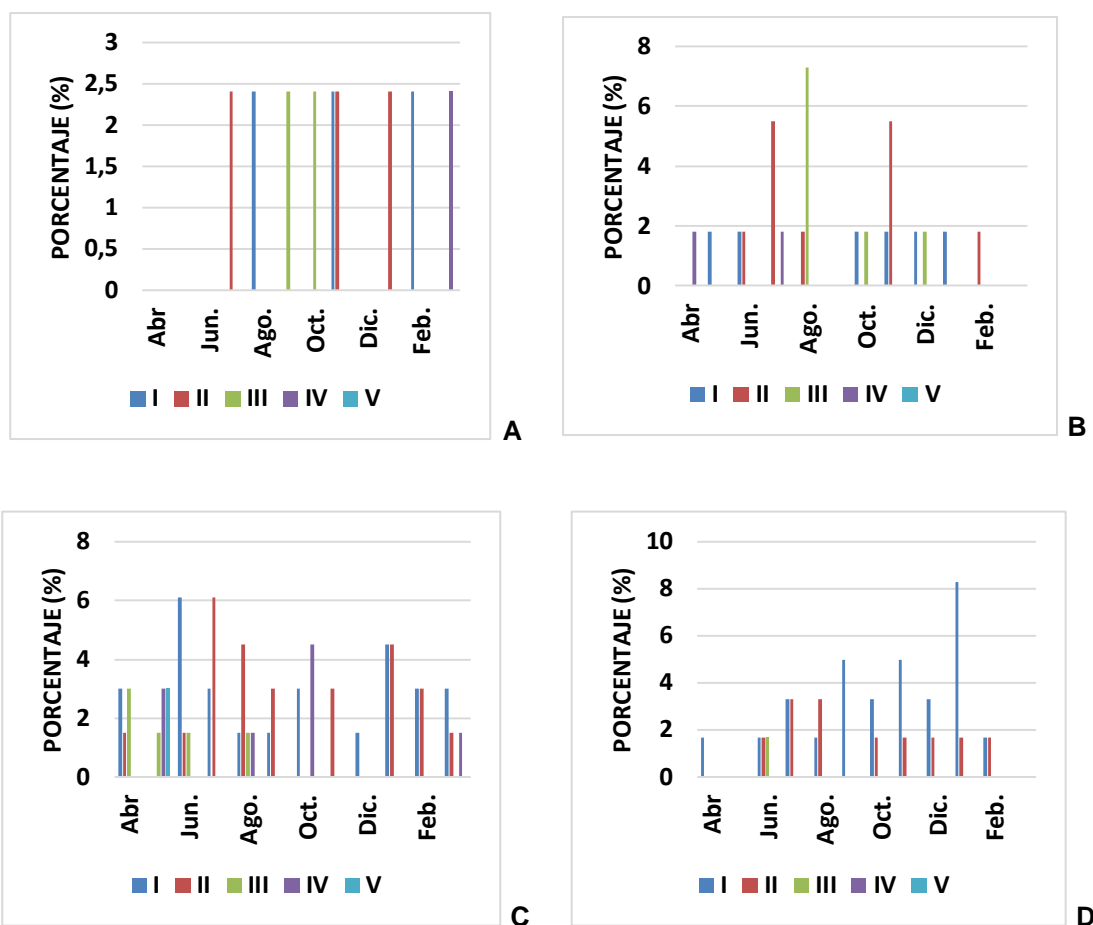 PORCENTAJE (%)
3
2,5
2
1,5
1
0,5
0
Abr
Jun.
Ago.
Oct.
Dic.
Feb.
I II III IV V
A
PORCENTAJE (%)
8
6
4
2
0
Abr
Jun.
Ago.
Oct.
Dic.
Feb.
I II III IV V
B
PORCENTAJE (%)
8
6
4
2
0
Abr
Jun.
Ago.
Oct.
Dic.
Feb.
I II III IV V
C
PORCENTAJE (%)
10
8
6
4
2
0
Abr
Jun.
Ago.
Oct.
Dic.
Feb.
I II III IV V
D